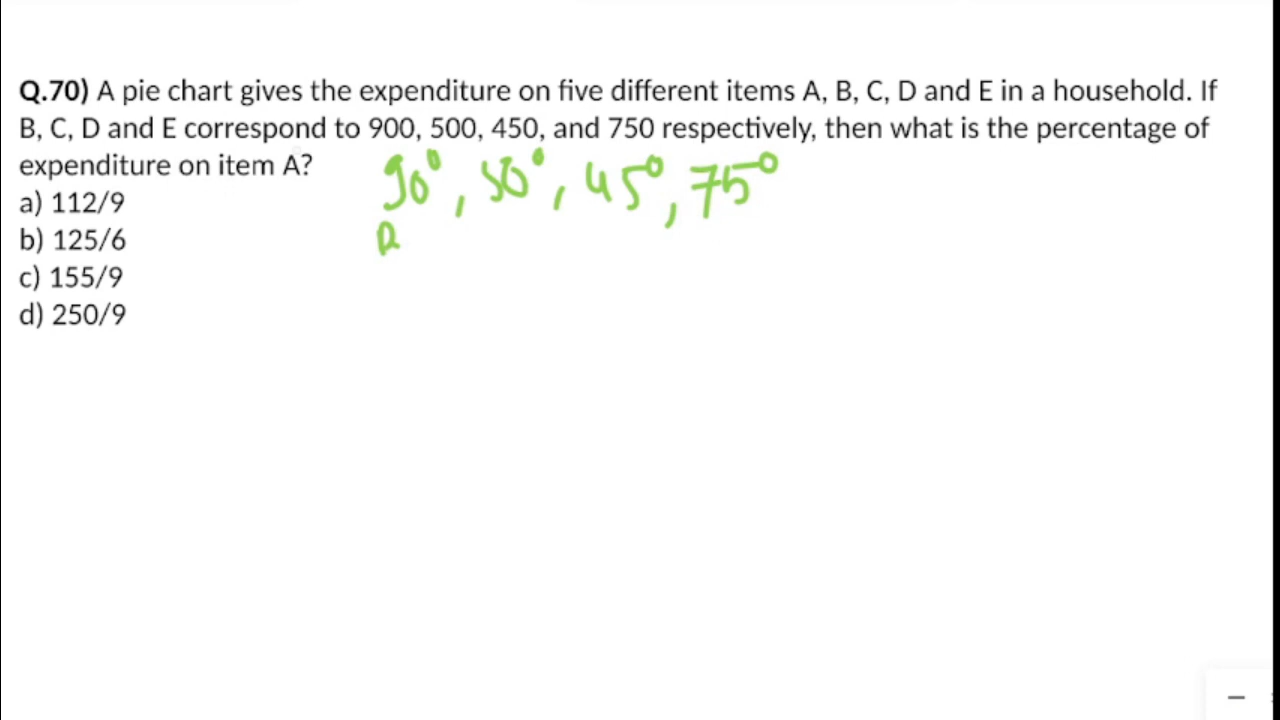 Q.70) A pie chart gives the expenditure on five different items A, B, C, D and E in a household. If
B, C, D and E correspond to 900, 500, 450, and 750 respectively, then what is the percentage of
expenditure on item A?
90°, 50°, 45°, 75°
a) 112/9
b) 125/6
c) 155/9
d) 250/9